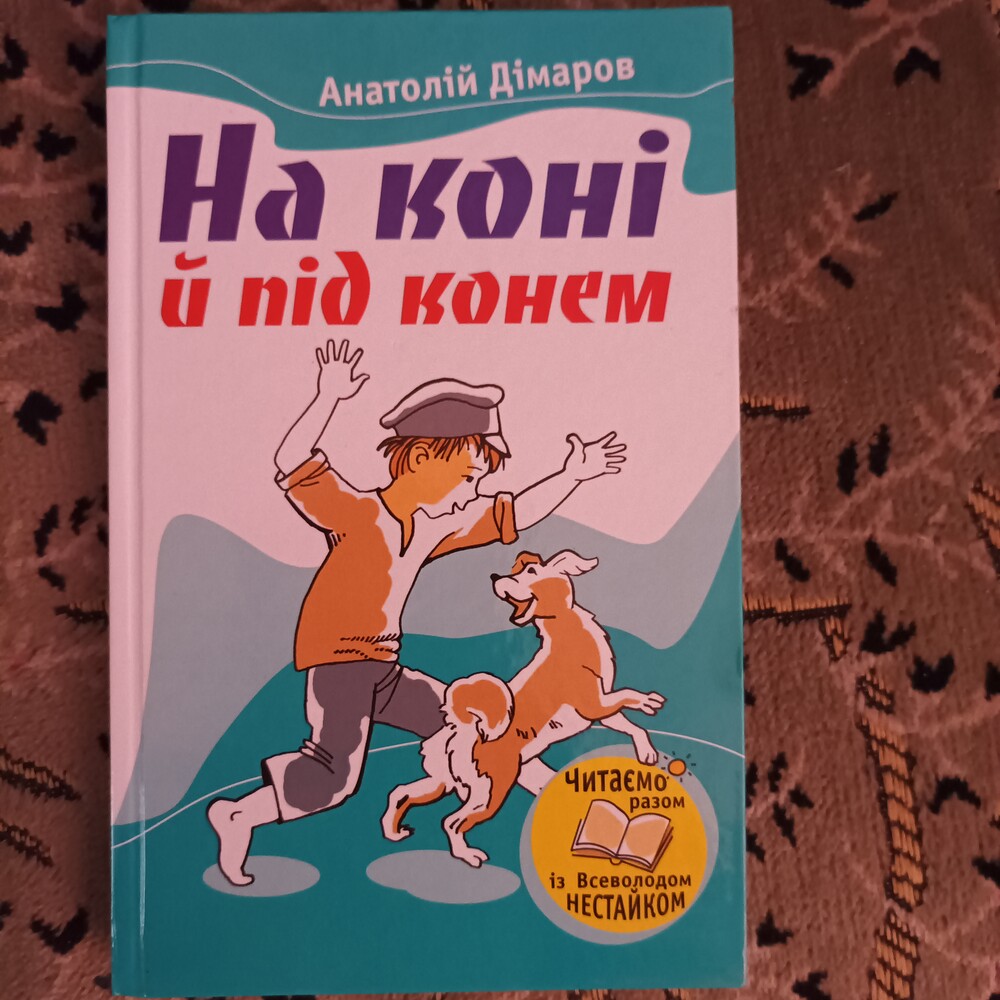 Анатолій Дімаров
На коні
й під конем
Читаємо
разом
із Всеволодом
НЕСТАЙКОМ